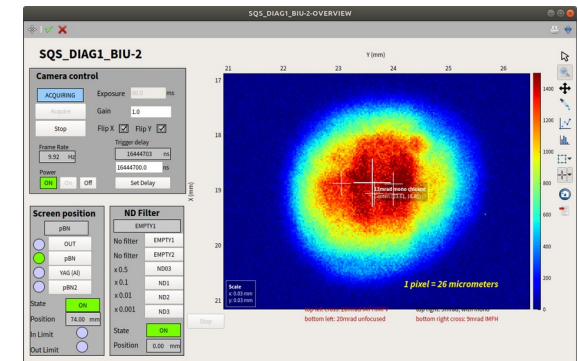 SQS_DIAG1_BIU-2-OVERVIEW
SQS_DIAG1_BIU-2
Camera control
ACQUIRING
Exposure
ms
Acquire
Gain
1.0
Stop
Flip X
Flip Y
Frame Rate
9.92 Hz
Trigger delay
16444703 ns
16444700.0 ns
Power
ON
On
Off
Set Delay
Screen position
pBN
OUT
pBN
YAG (Al)
pBN2
State
ON
Position
74.00 mm
In Limit
Out Limit
ND Filter
EMPTY1
No filter
EMPTY1
No filter
EMPTY2
x 0.5
ND03
x 0.1
ND1
x 0.01
ND2
x 0.001
ND3
State
ON
Position
0.00 mm
Stop
Y (mm)
21
22
23
24
25
26
X (mm)
17
18
19
20
21
Scale
x: 0.03 mm
y: 0.03 mm
1 pixel = 26 micrometers
1400
1200
1000
800
600
400
200
0
bottom left: 20mrad unfocused
top right: 9mrad, with mono
bottom right cross: 9mrad IMFH